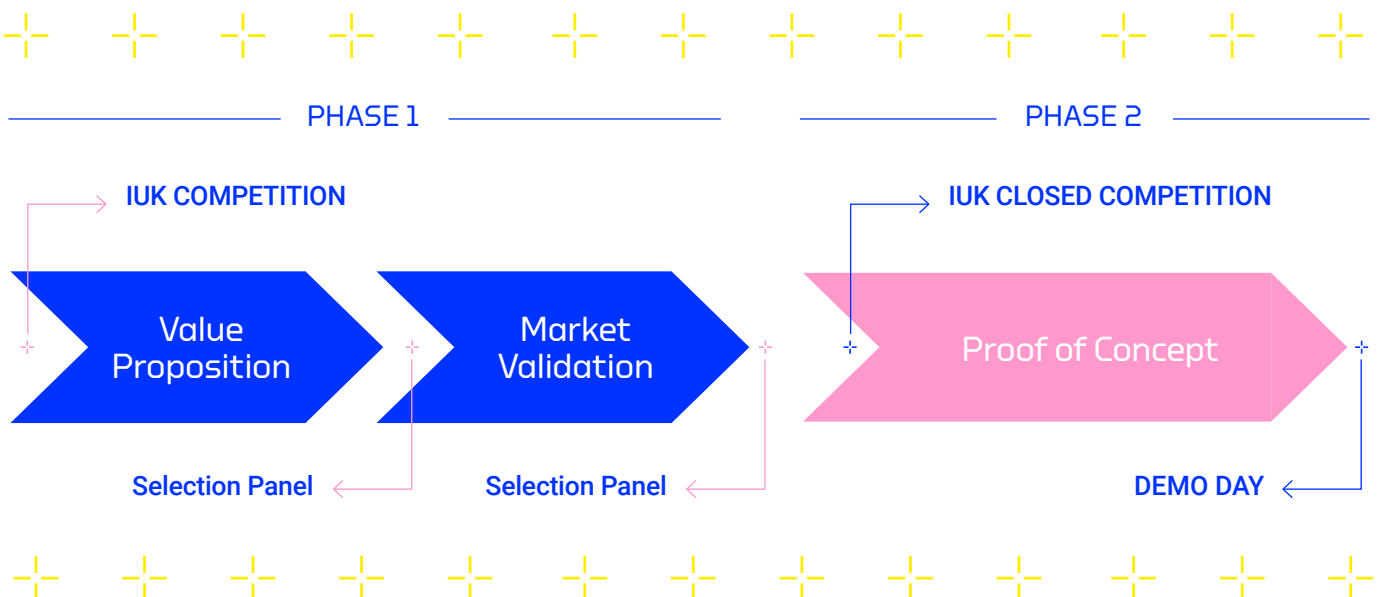 PHASE 1
PHASE 2
IUK COMPETITION
IUK CLOSED COMPETITION
Value
Proposition
Market
Validation
Proof of Concept
Selection Panel
Selection Panel
DEMO DAY